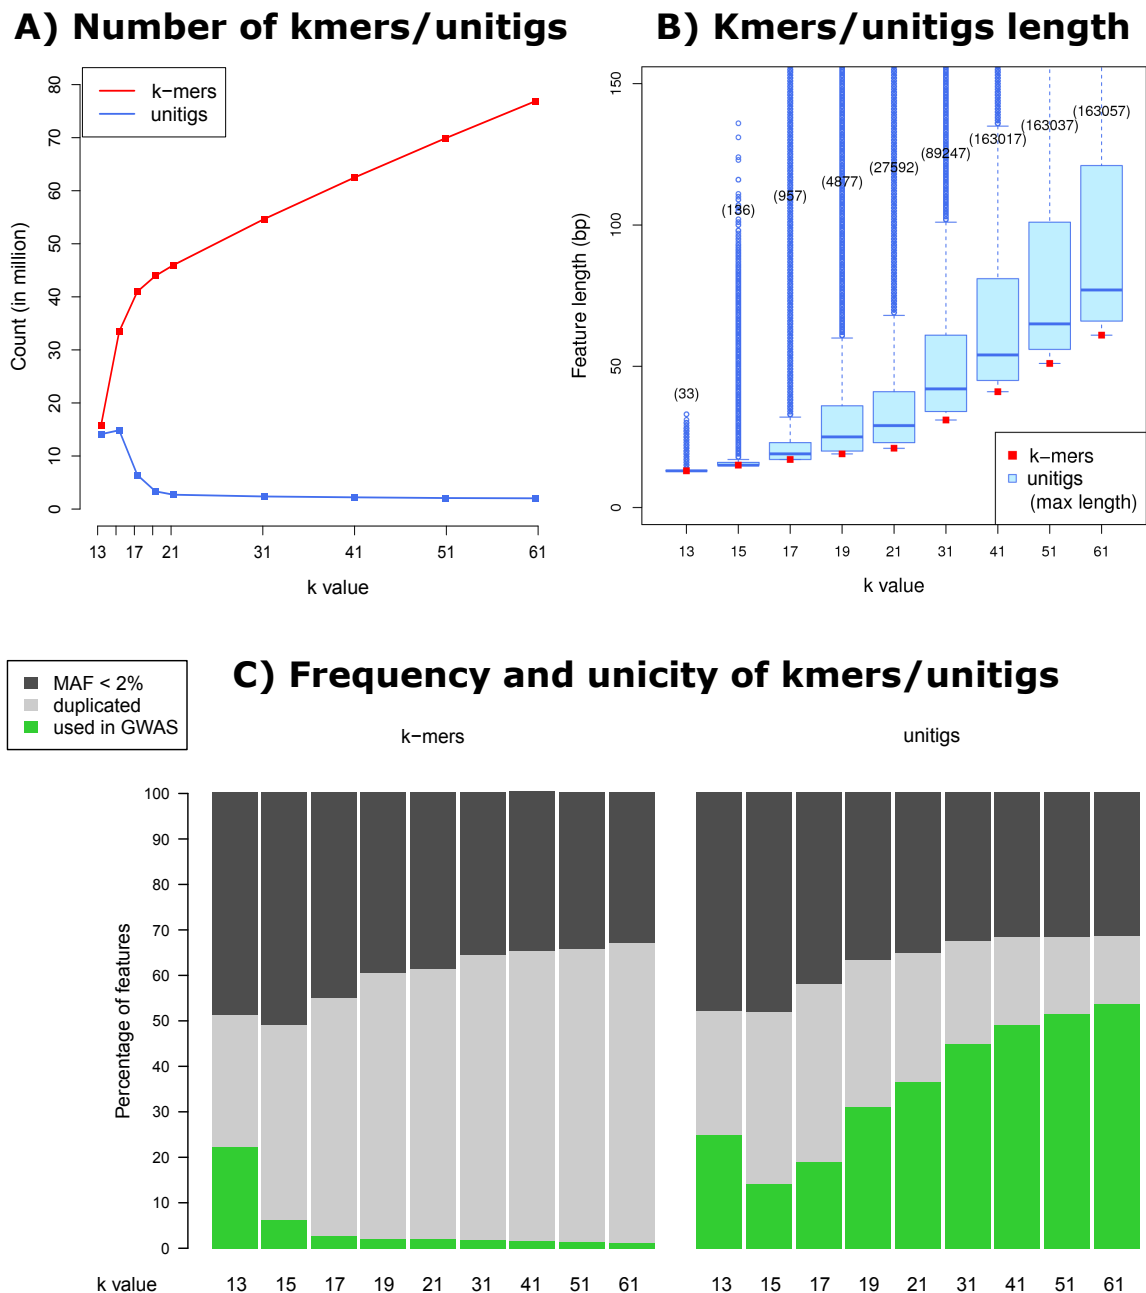 A) Number of kmers/unitigs
k−mers
unitigs
Count (in million)
80
70
60
50
40
30
20
10
0
13 17 21 31 41 51 61
k value
B) Kmers/unitigs length
Feature length (bp)
150
100
50
0
(33)
(136)
(957)
(4877)
(27592)
(89247)
(163017)
(163037)
(163057)
k−mers
unitigs
(max length)
13 15 17 19 21 31 41 51 61
k value
C) Frequency and unicity of kmers/unitigs
MAF < 2%
duplicated
used in GWAS
k−mers
unitigs
Percentage of features
100
90
80
70
60
50
40
30
20
10
0
k value 13 15 17 19 21 31 41 51 61 13 15 17 19 21 31 41 51 61